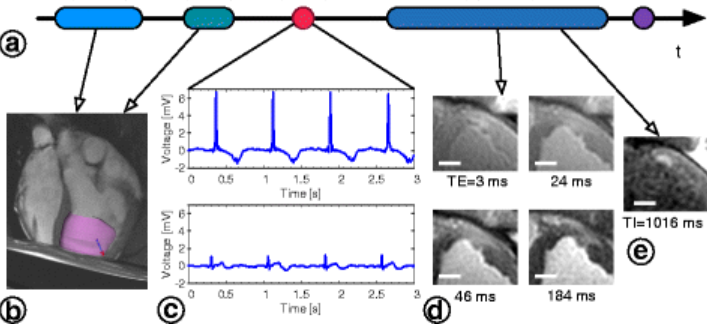 a
t
6
4
2
0
-2
Voltage [mV]
0 0.5 1 1.5 2 2.5 3
Time [s]
6
4
2
0
-2
Voltage [mV]
0 0.5 1 1.5 2 2.5 3
Time [s]
TE=3 ms
24 ms
46 ms
184 ms
TI=1016 ms
b
c
d
e